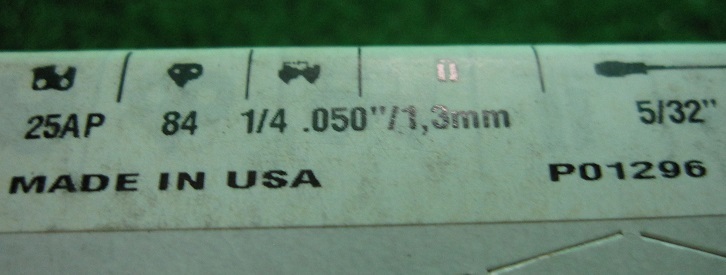 25AP 84 1/4 .050"/1,3mm 5/32"
MADE IN USA P01296